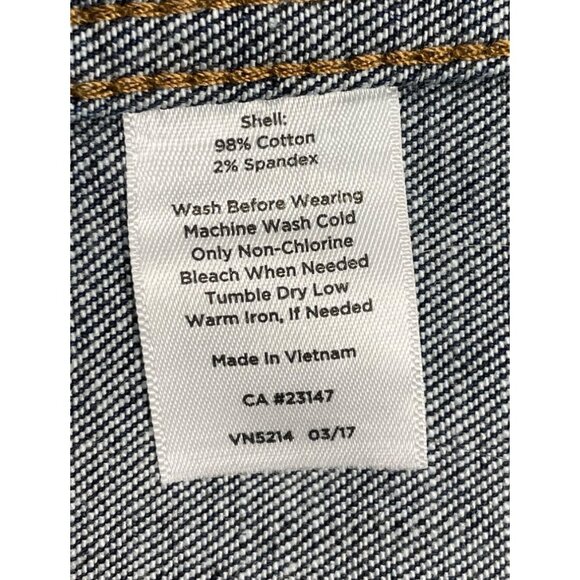 Shell:
98% Cotton
2% Spandex
Wash Before Wearing
Machine Wash Cold
Only Non-Chlorine
Bleach When Needed
Tumble Dry Low
Warm Iron, If Needed
Made In Vietnam
CA #23147
VN5214 03/17